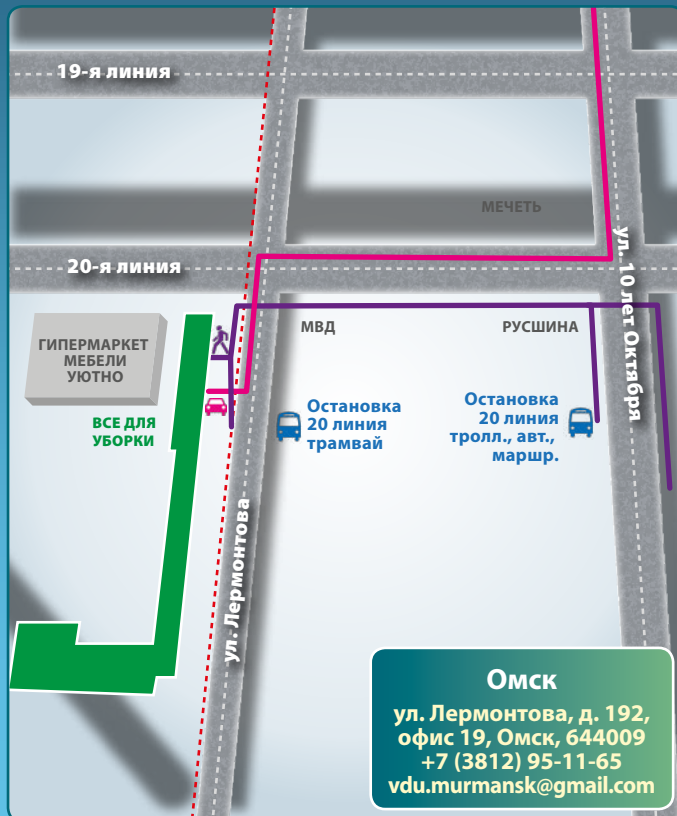 19-я линия
МЕЧЕТЬ
ул. 10 лет Октября
20-я линия
МВД
РУСШИНА
ГИПЕРМАРКЕТ
МЕБЕЛИ
УЮТНО
ВСЕ ДЛЯ
УБОРКИ
Остановка
20 линия
трамвай
Остановка
20 линия
тролл., авт.,
маршр.
ул. Лермонтова
Омск
ул. Лермонтова, д. 192,
офис 19, Омск, 644009
+7 (3812) 95-11-65
vdu.murmansk@gmail.com